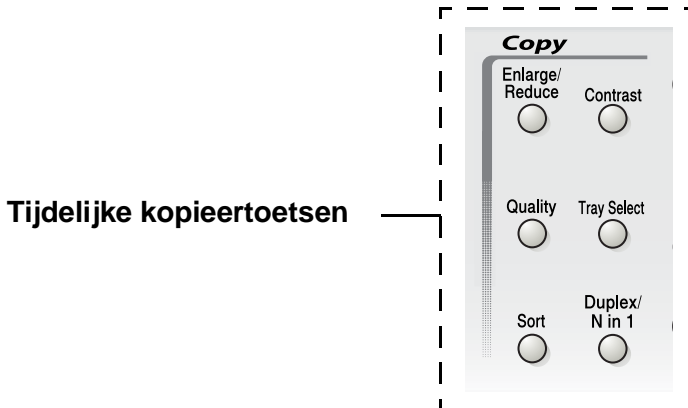 Copy
Enlarge/
Reduce
Contrast
Tijdelijke kopieertoetsen
Quality
Tray Select
Sort
Duplex/
N in 1